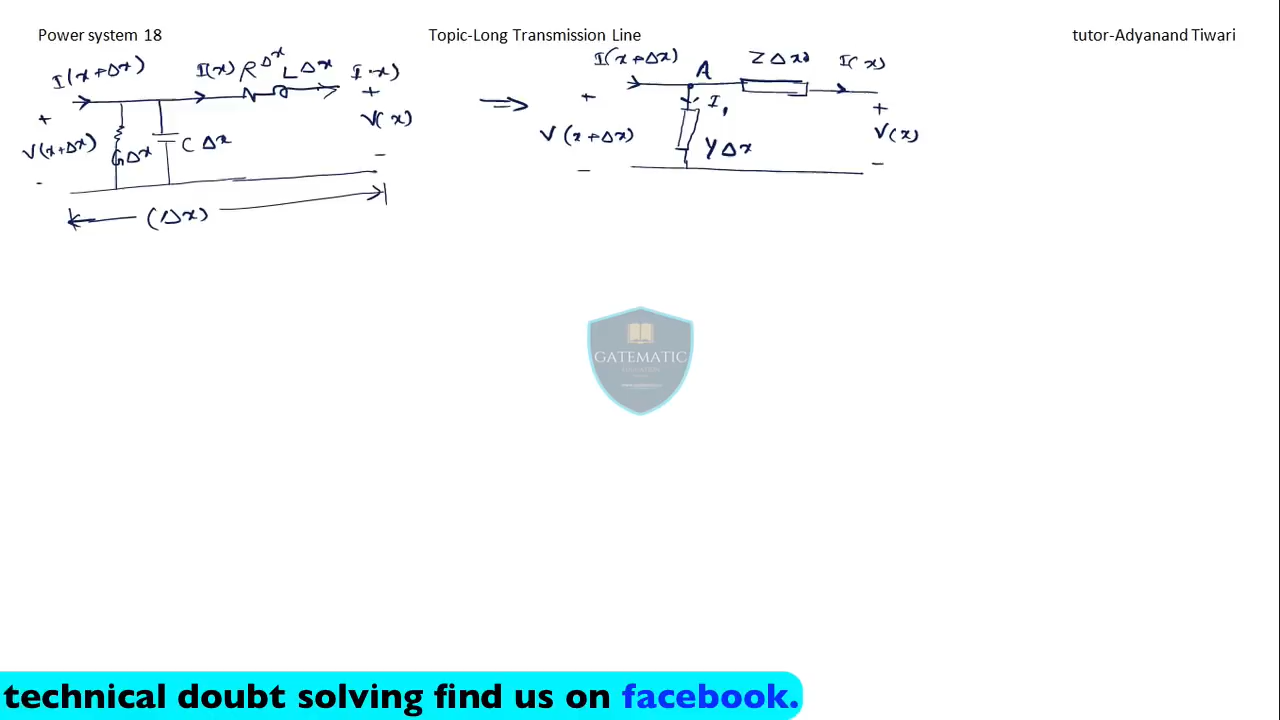 Power system 18
Topic-Long Transmission Line
tutor-Adyanand Tiwari
I(x+Δx)
I(x)
RΔx
LΔx
I(x)
+
V(x+Δx)
-
GΔx
CΔx
+
V(x)
-
(Δx)
⇒
I(x+Δx)
A
ZΔx
I(x)
+
V(x+Δx)
-
I₁
YΔx
+
V(x)
-
GATEMATIC
EDUCATION
technical doubt solving find us on facebook.